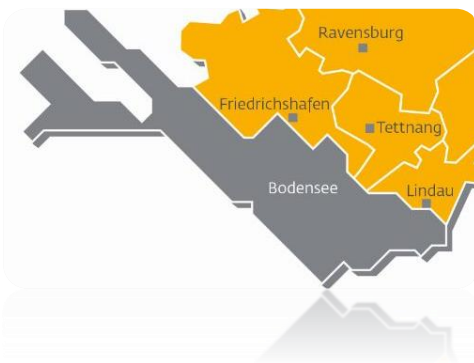 Ravensburg
Friedrichshafen
Tettnang
Bodensee
Lindau